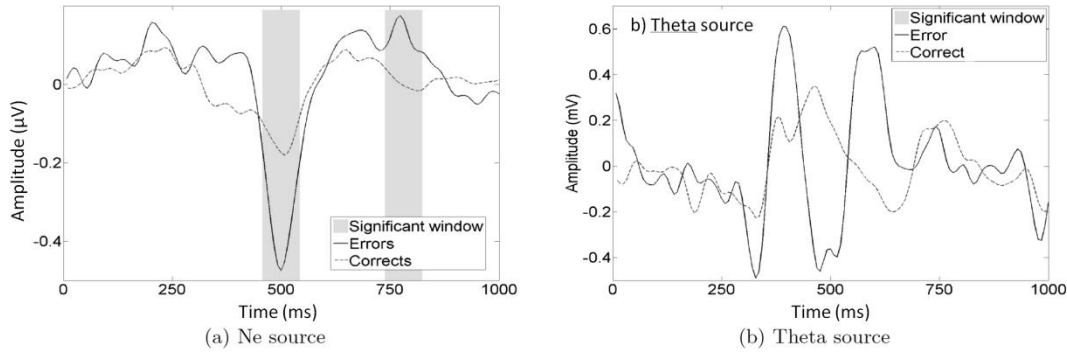 Amplitude (µV)
0
-0.2
-0.4
Significant window
Errors
Corrects
0
250
500
750
1000
Time (ms)
(a) Ne source
b) Theta source
Amplitude (mV)
0.6
0.4
0.2
0
-0.2
-0.4
Significant window
Error
Correct
0
250
500
750
1000
Time (ms)
(b) Theta source